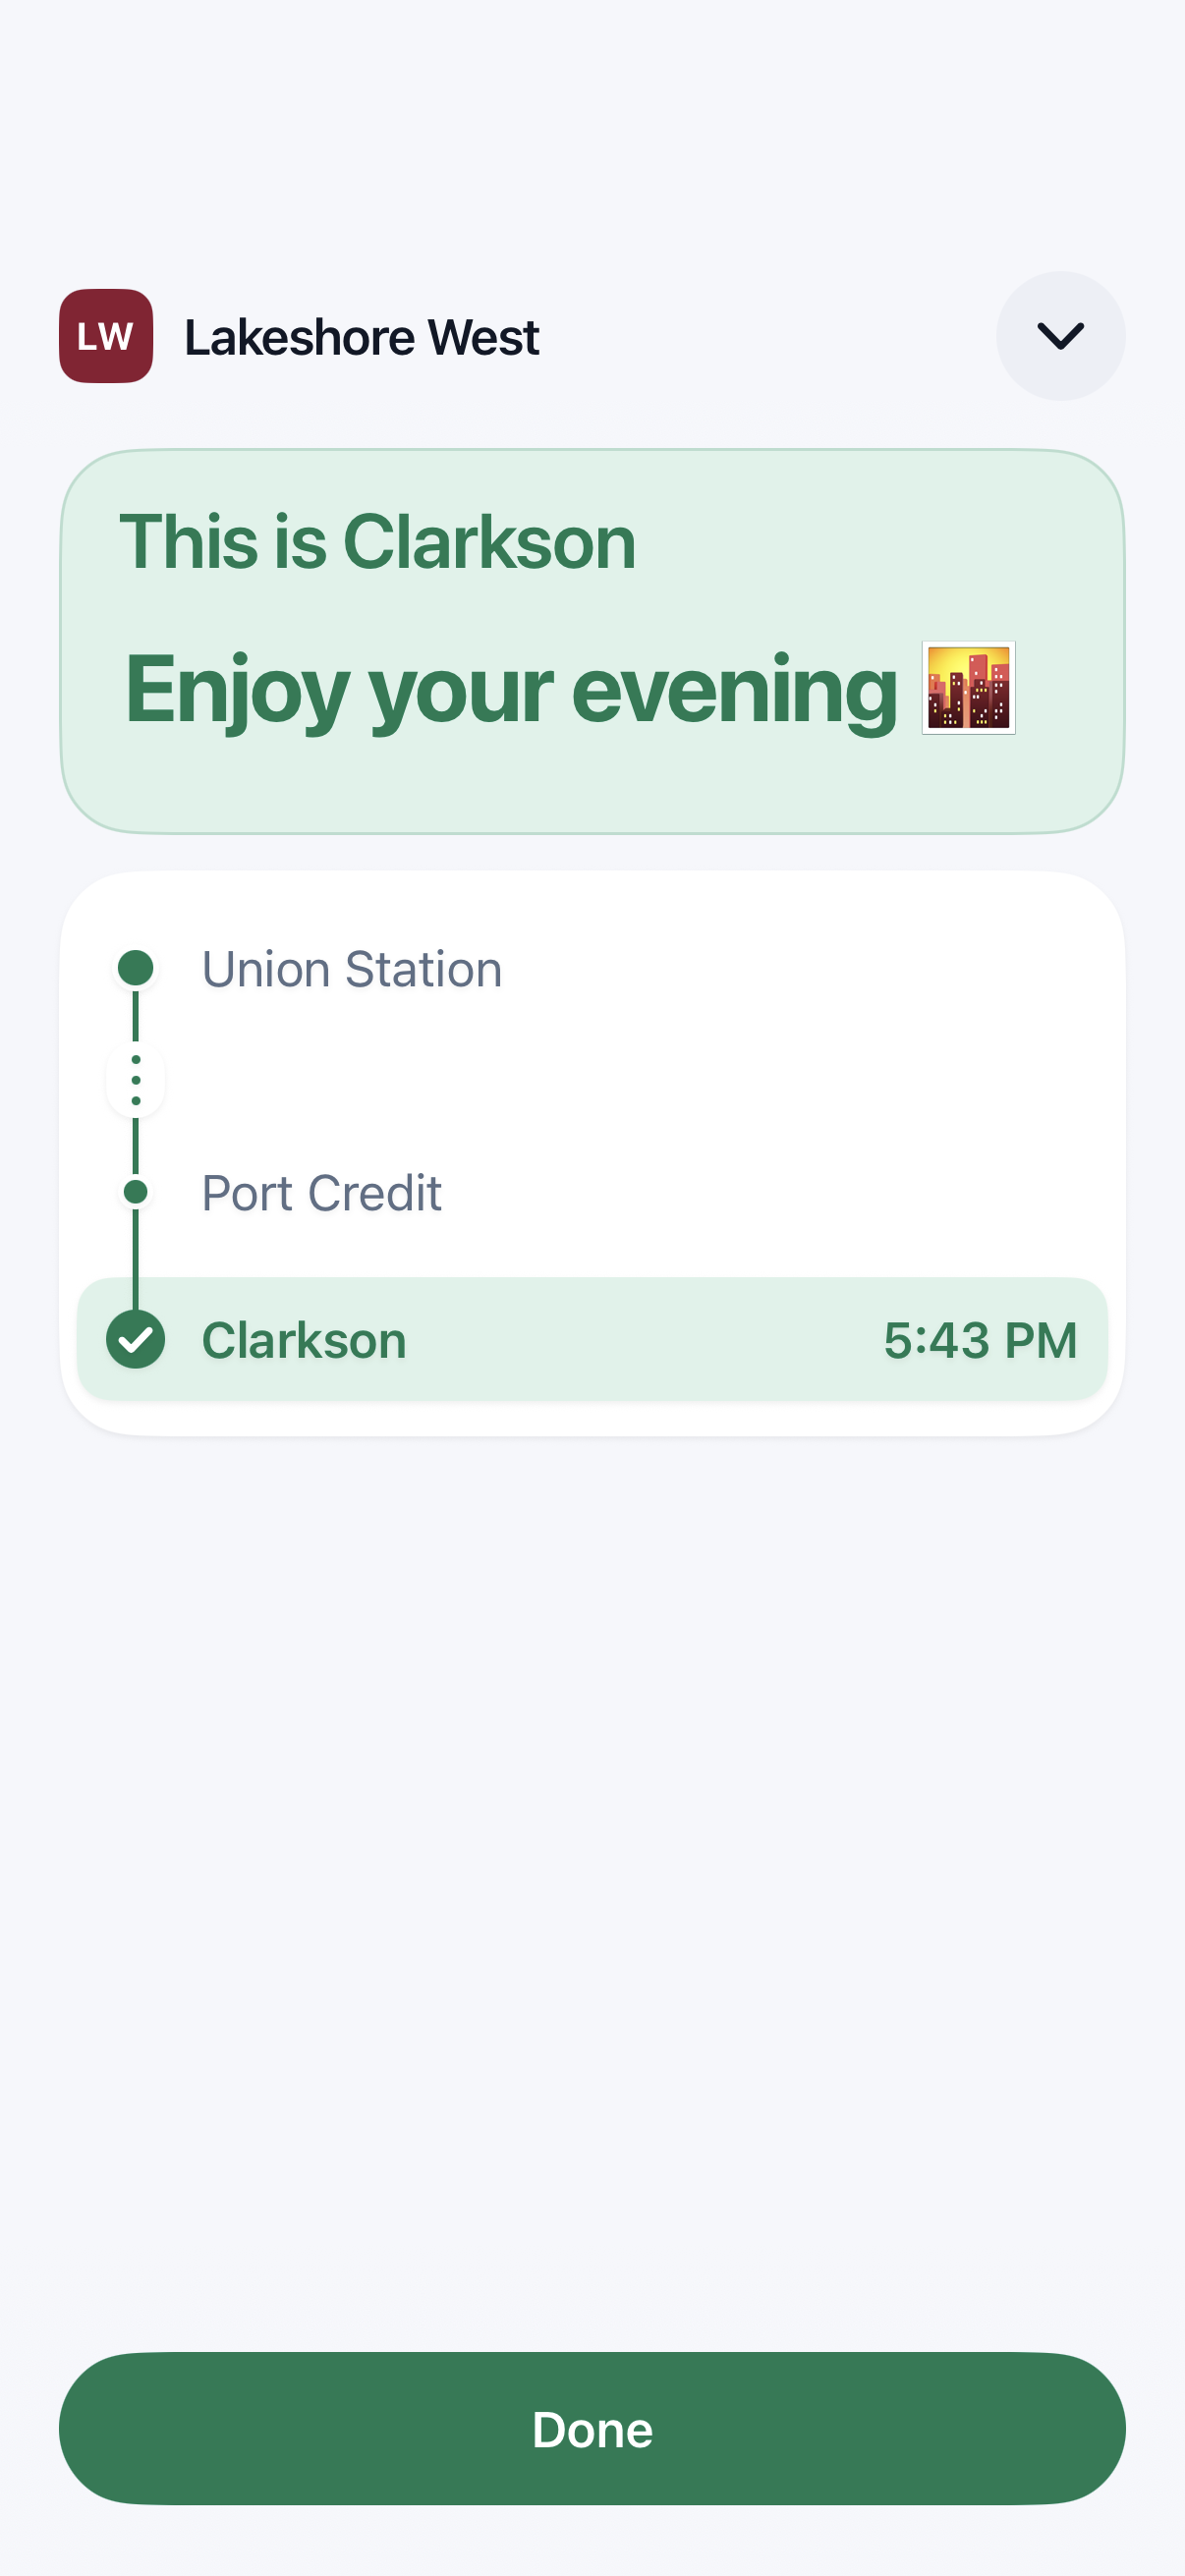 LW Lakeshore West
This is Clarkson
Enjoy your evening 🌇
Union Station
Port Credit
Clarkson 5:43 PM
Done